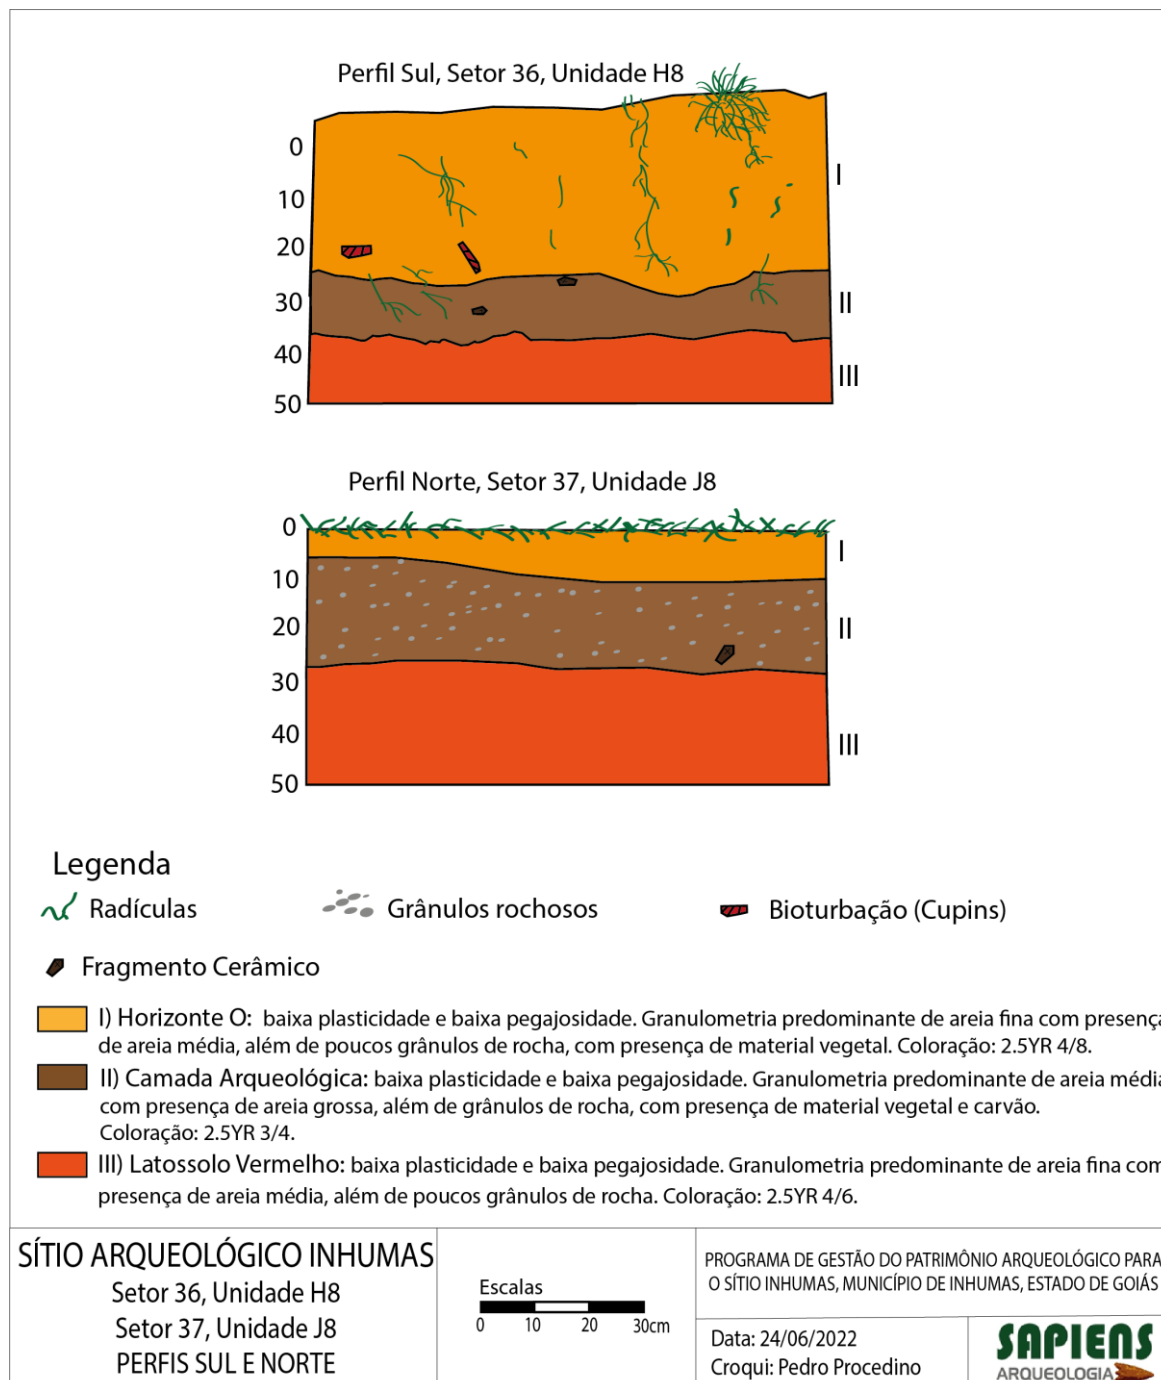 Perfil Sul, Setor 36, Unidade H8
0
10
20
30
40
50
I
II
III
Perfil Norte, Setor 37, Unidade J8
0
10
20
30
40
50
I
II
III
Legenda
Radículas
Grânulos rochosos
Bioturbação (Cupins)
Fragmento Cerâmico
I) Horizonte O: baixa plasticidade e baixa pegajosidade. Granulometria predominante de areia fina com presença
de areia média, além de poucos grânulos de rocha, com presença de material vegetal. Coloração: 2.5YR 4/8.
II) Camada Arqueológica: baixa plasticidade e baixa pegajosidade. Granulometria predominante de areia média
com presença de areia grossa, além de grânulos de rocha, com presença de material vegetal e carvão.
Coloração: 2.5YR 3/4.
III) Latossolo Vermelho: baixa plasticidade e baixa pegajosidade. Granulometria predominante de areia fina com
presença de areia média, além de poucos grânulos de rocha. Coloração: 2.5YR 4/6.
SÍTIO ARQUEOLÓGICO INHUMAS
Setor 36, Unidade H8
Setor 37, Unidade J8
PERFIS SUL E NORTE
Escalas
0 10 20 30cm
PROGRAMA DE GESTÃO DO PATRIMÔNIO ARQUEOLÓGICO PARA
O SÍTIO INHUMAS, MUNICÍPIO DE INHUMAS, ESTADO DE GOIÁS
Data: 24/06/2022
Croqui: Pedro Procedino
SAPIENS
ARQUEOLOGIA